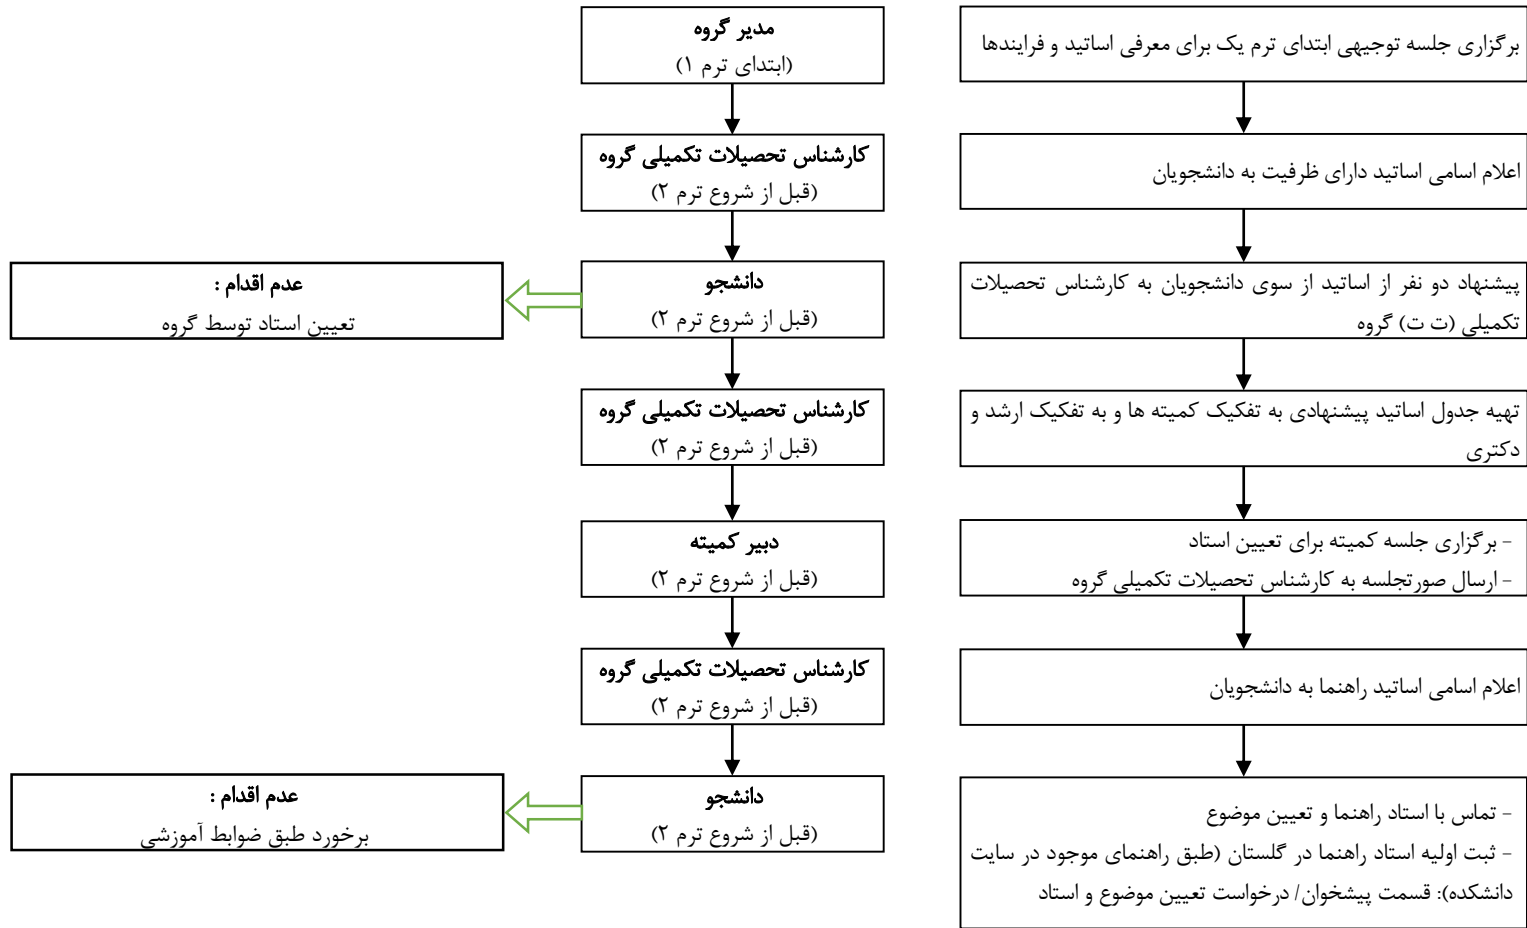 برگزاری جلسه توجیهی ابتدای ترم یک برای معرفی اساتید و فرایندها
مدیر گروه
(ابتدای ترم ۱)
اعلام اسامی اساتید دارای ظرفیت به دانشجویان
کارشناس تحصیلات تکمیلی گروه
(قبل از شروع ترم ۲)
پیشنهاد دو نفر از اساتید از سوی دانشجویان به کارشناس تحصیلات
تکمیلی (ت ت) گروه
دانشجو
(قبل از شروع ترم ۲)
عدم اقدام :
تعیین استاد توسط گروه
تهیه جدول اساتید پیشنهادی به تفکیک کمیته ها و به تفکیک ارشد و
دکتری
کارشناس تحصیلات تکمیلی گروه
(قبل از شروع ترم ۲)
- برگزاری جلسه کمیته برای تعیین استاد
- ارسال صورتجلسه به کارشناس تحصیلات تکمیلی گروه
دبیر کمیته
(قبل از شروع ترم ۲)
اعلام اسامی اساتید راهنما به دانشجویان
کارشناس تحصیلات تکمیلی گروه
(قبل از شروع ترم ۲)
- تماس با استاد راهنما و تعیین موضوع
- ثبت اولیه استاد راهنما در گلستان (طبق راهنمای موجود در سایت
دانشکده): قسمت پیشخوان/ درخواست تعیین موضوع و استاد
دانشجو
(قبل از شروع ترم ۲)
عدم اقدام :
برخورد طبق ضوابط آموزشی